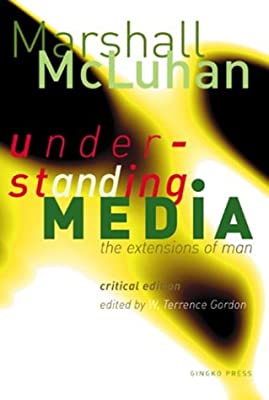 Marshall
McLuhan
under-
standing
MEDiA
the extensions of man
critical edition
edited by W. Terrence Gordon
GINGKO PRESS